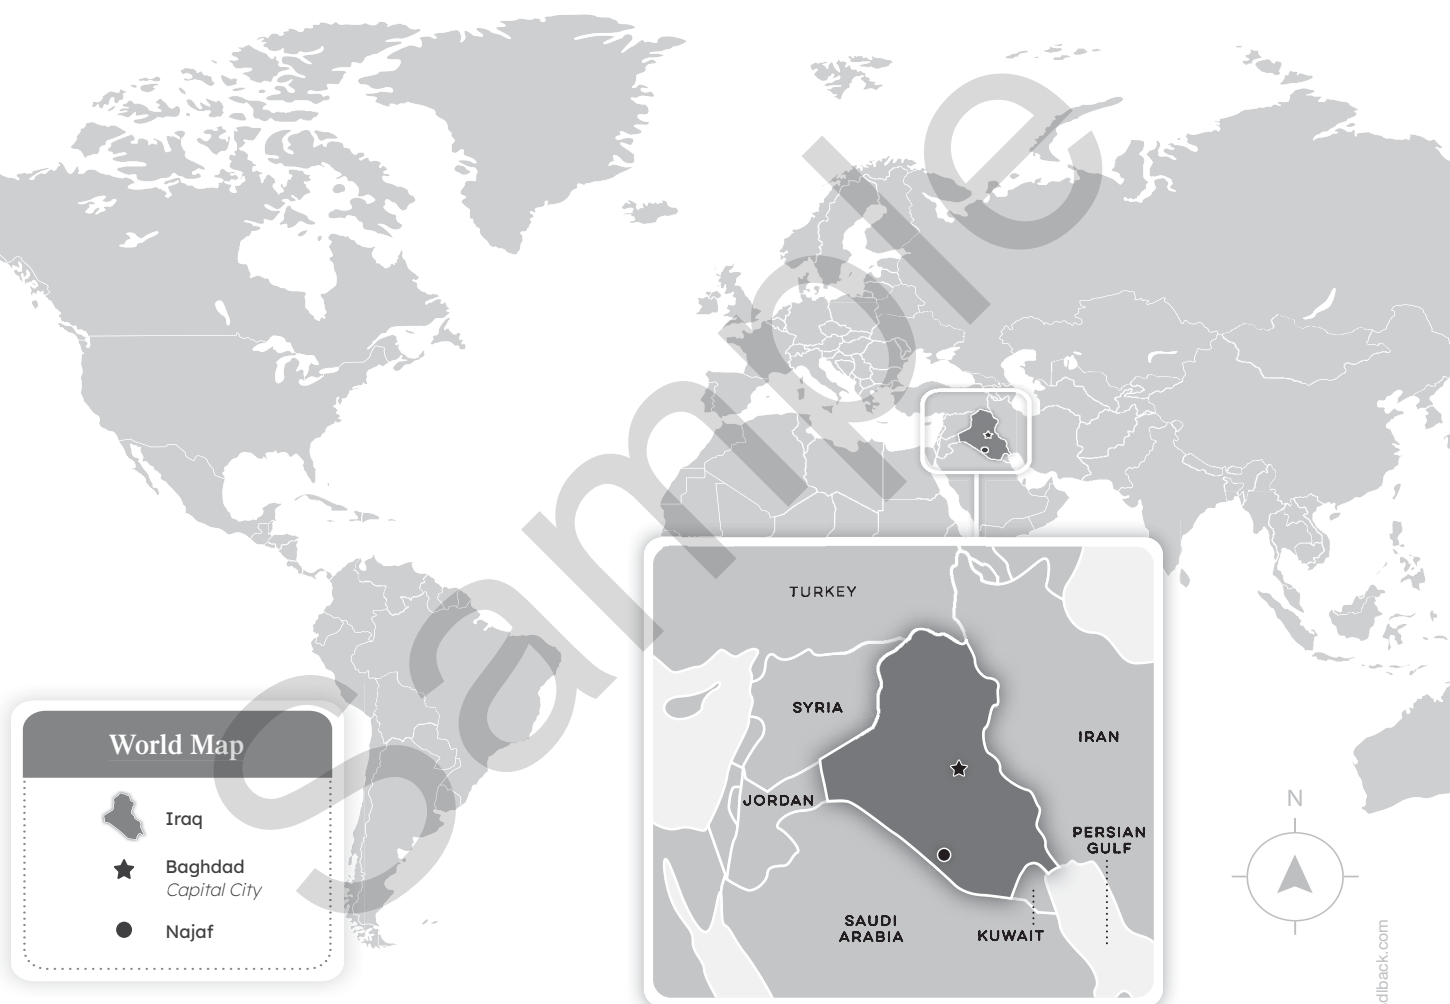 TURKEY
SYRIA
IRAN
JORDAN
PERSIAN
GULF
SAUDI
ARABIA
KUWAIT
World Map
Iraq
Baghdad
Capital City
Najaf
N
Sample
dlback.com